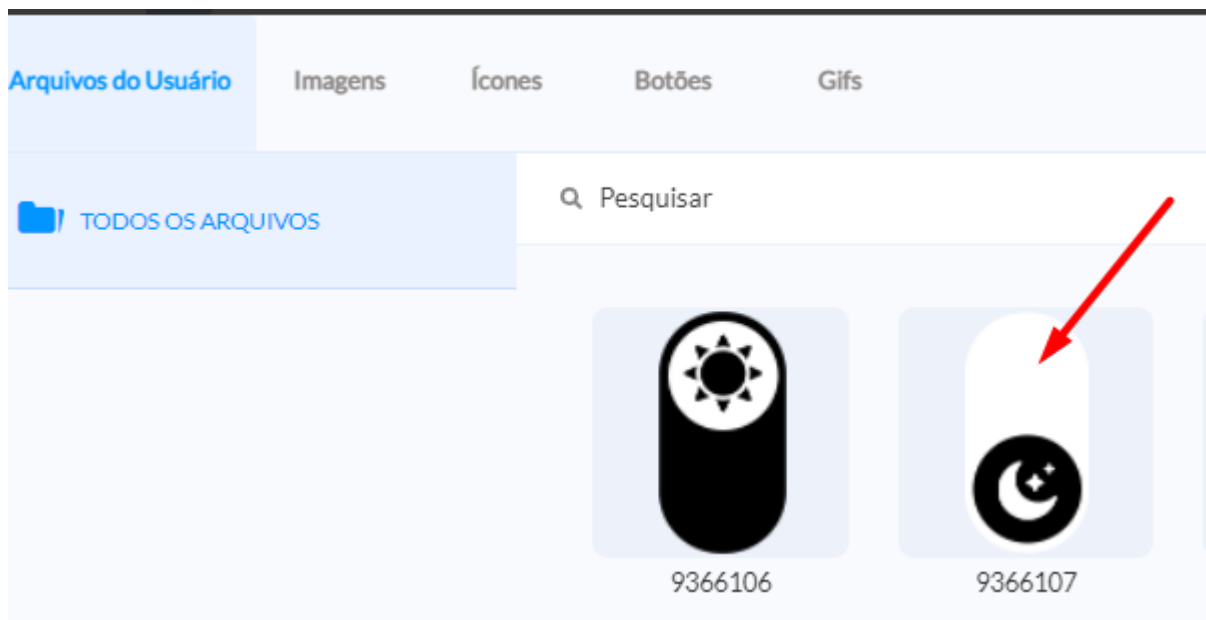 Arquivos do Usuário
Imagens
Ícones
Botões
Gifs
TODOS OS ARQUIVOS
Pesquisar
9366106
9366107